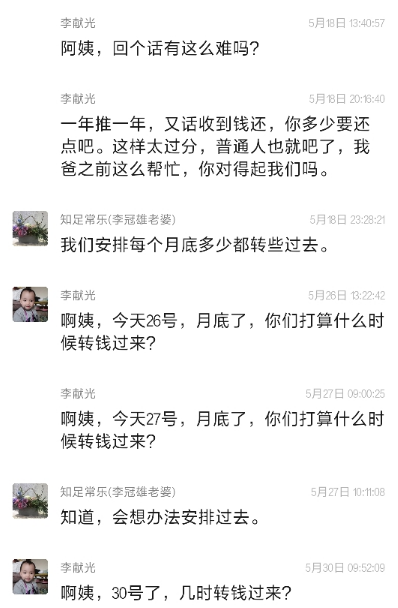 李献光 5月18日 13:40:57
阿姨，回个话有这么难吗？
李献光 5月18日 20:16:40
一年推一年，又话收到钱还，你多少要还
点吧。这样太过分，普通人也就吧了，我
爸之前这么帮忙，你对得起我们吗。
知足常乐(李冠雄老婆) 5月18日 23:28:21
我们安排每个月底多少都转些过去。
李献光 5月26日 13:22:42
啊姨，今天26号，月底了，你们打算什么时
候转钱过来？
李献光 5月27日 09:00:25
啊姨，今天27号，月底了，你们打算什么时
候转钱过来？
知足常乐(李冠雄老婆) 5月27日 10:11:08
知道，会想办法安排过去。
李献光 5月30日 09:52:09
啊姨，30号了，几时转钱过来？